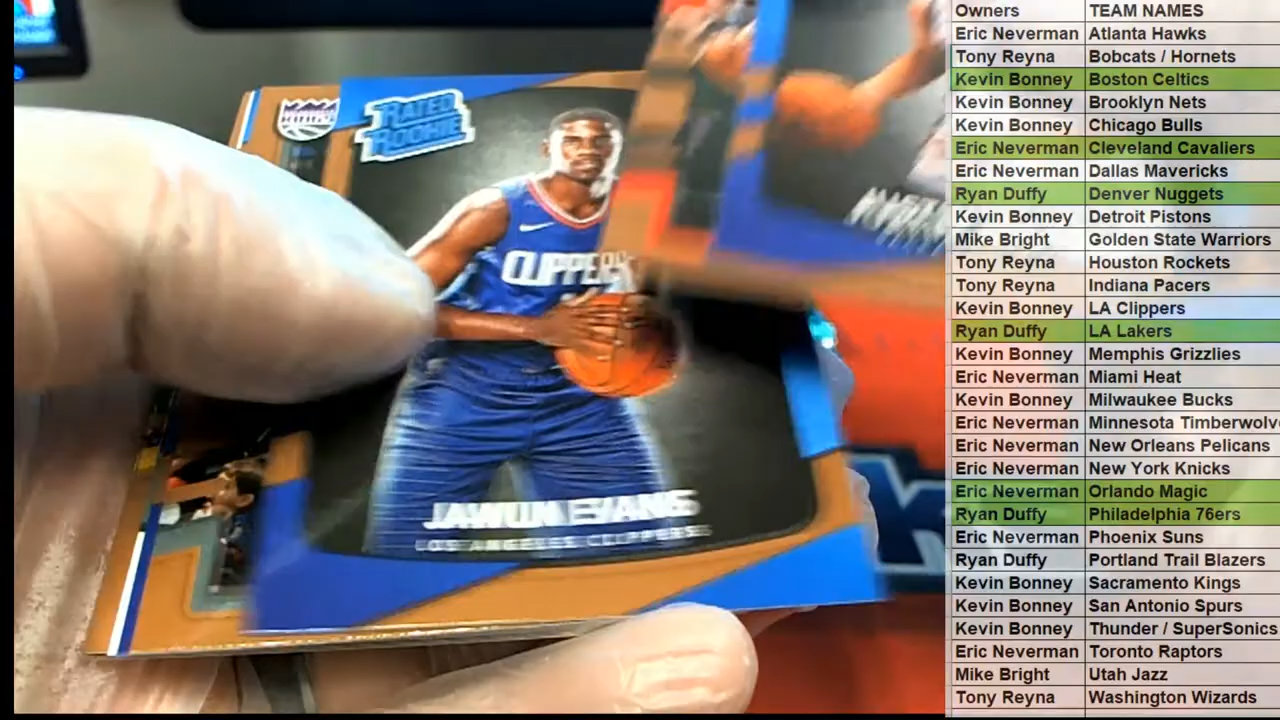 RATED
ROOKIE
CLIPPERS
JAWUN EVANS
LOS ANGELES CLIPPERS
Owners TEAM NAMES
Eric Neverman Atlanta Hawks
Tony Reyna Bobcats / Hornets
Kevin Bonney Boston Celtics
Kevin Bonney Brooklyn Nets
Kevin Bonney Chicago Bulls
Eric Neverman Cleveland Cavaliers
Eric Neverman Dallas Mavericks
Ryan Duffy Denver Nuggets
Kevin Bonney Detroit Pistons
Mike Bright Golden State Warriors
Tony Reyna Houston Rockets
Tony Reyna Indiana Pacers
Kevin Bonney LA Clippers
Ryan Duffy LA Lakers
Kevin Bonney Memphis Grizzlies
Eric Neverman Miami Heat
Kevin Bonney Milwaukee Bucks
Eric Neverman Minnesota Timberwolve
Eric Neverman New Orleans Pelicans
Eric Neverman New York Knicks
Eric Neverman Orlando Magic
Ryan Duffy Philadelphia 76ers
Eric Neverman Phoenix Suns
Ryan Duffy Portland Trail Blazers
Kevin Bonney Sacramento Kings
Kevin Bonney San Antonio Spurs
Kevin Bonney Thunder / SuperSonics
Eric Neverman Toronto Raptors
Mike Bright Utah Jazz
Tony Reyna Washington Wizards